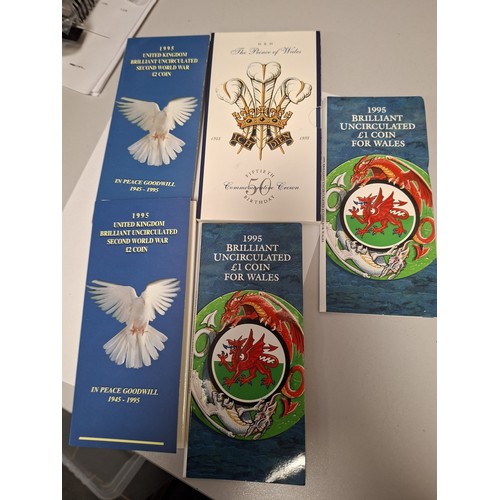 1995
UNITED KINGDOM
BRILLIANT UNCIRCULATED
SECOND WORLD WAR
£2 COIN
IN PEACE GOODWILL
1945 - 1995
H.R.H
The Prince of Wales
ICH DIEN
1948
1998
FIFTIETH
50
Commemorative Crown
BIRTHDAY
1995
BRILLIANT
UNCIRCULATED
£1 COIN
FOR WALES
1995
UNITED KINGDOM
BRILLIANT UNCIRCULATED
SECOND WORLD WAR
£2 COIN
IN PEACE GOODWILL
1945 - 1995
1995
BRILLIANT
UNCIRCULATED
£1 COIN
FOR WALES